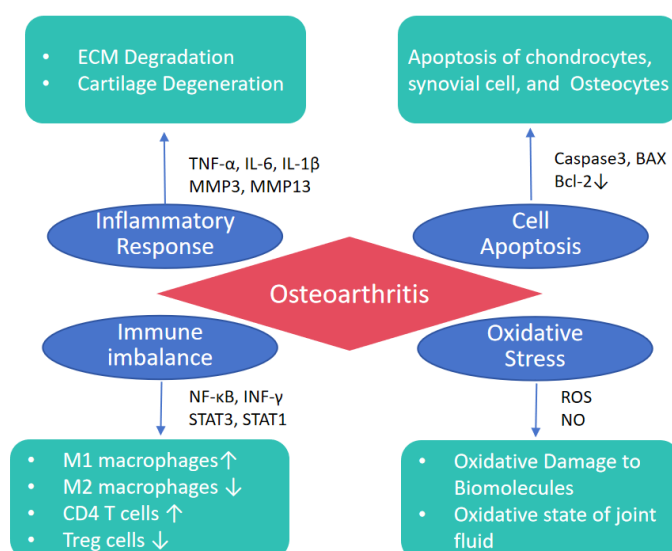 • ECM Degradation
• Cartilage Degeneration
Apoptosis of chondrocytes,
synovial cell, and Osteocytes
TNF-α, IL-6, IL-1β
MMP3, MMP13
Caspase3, BAX
Bcl-2↓
Inflammatory
Response
Cell
Apoptosis
Osteoarthritis
Immune
imbalance
Oxidative
Stress
NF-κB, INF-γ
STAT3, STAT1
ROS
NO
• M1 macrophages↑
• M2 macrophages ↓
• CD4 T cells ↑
• Treg cells ↓
• Oxidative Damage to
Biomolecules
• Oxidative state of joint
fluid